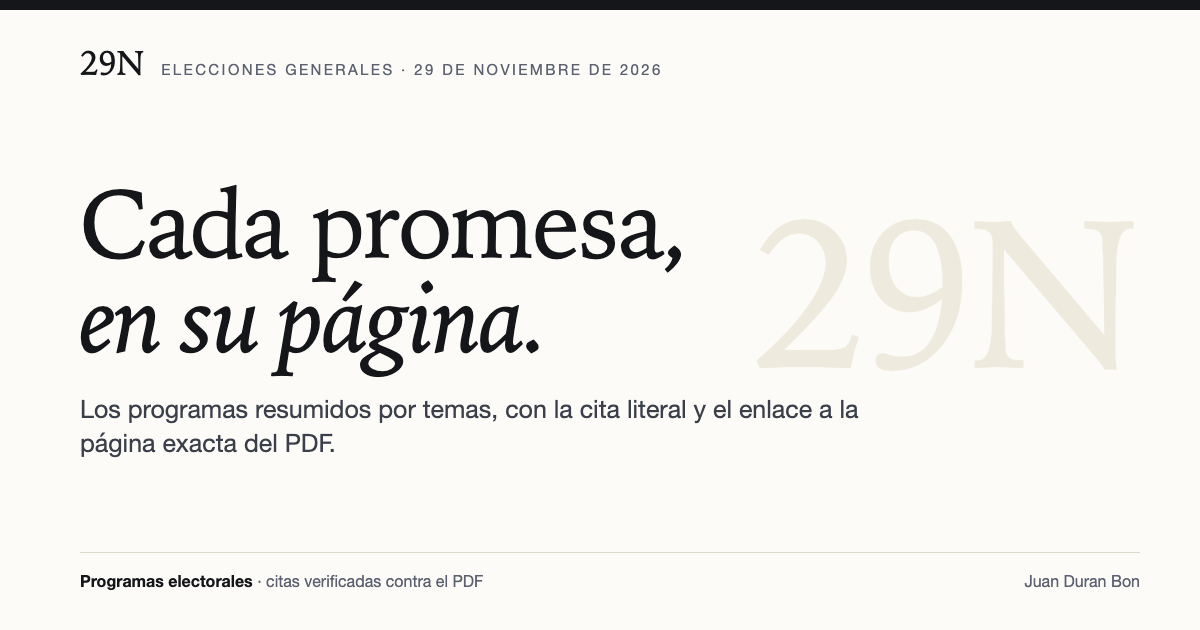 29N ELECCIONES GENERALES · 29 DE NOVIEMBRE DE 2026
Cada promesa,
en su página.
29N
Los programas resumidos por temas, con la cita literal y el enlace a la
página exacta del PDF.
Programas electorales · citas verificadas contra el PDF
Juan Duran Bon